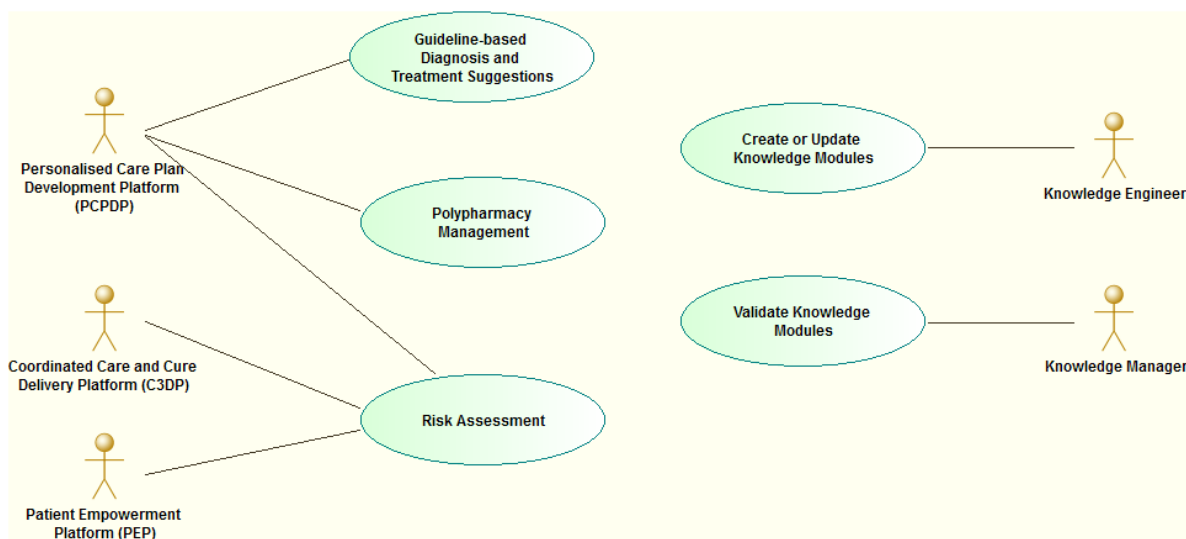 Guideline-based
Diagnosis and
Treatment Suggestions
Personalised Care Plan
Development Platform
(PCPDP)
Create or Update
Knowledge Modules
Knowledge Engineer
Polypharmacy
Management
Coordinated Care and Cure
Delivery Platform (C3DP)
Validate Knowledge
Modules
Knowledge Manager
Risk Assessment
Patient Empowerment
Platform (PEP)